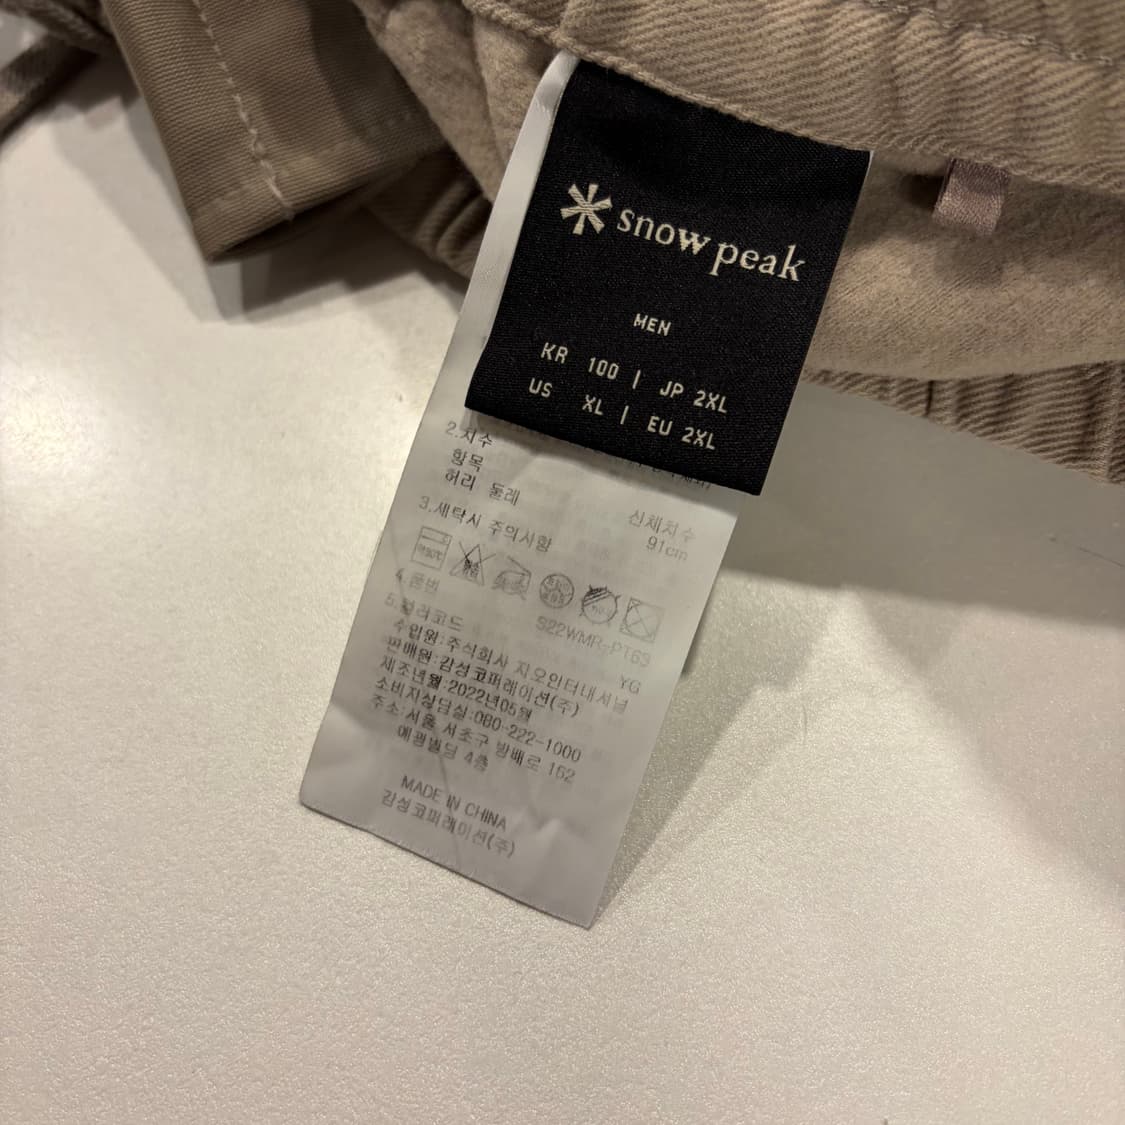 snow peak
MEN
KR 100 | JP 2XL
US XL | EU 2XL
2.치수
항목 신체치수
허리 둘레 91cm
3.세탁시 주의사항
4.품번 S22WMR-PT63
5.컬러코드 YG
수입원:주식회사 지오인터내셔널
판매원:감성코퍼레이션(주)
제조년월:2022년05월
소비자상담실:080-222-1000
주소:서울 서초구 방배로 162
4층
MADE IN CHINA
감성코퍼레이션(주)